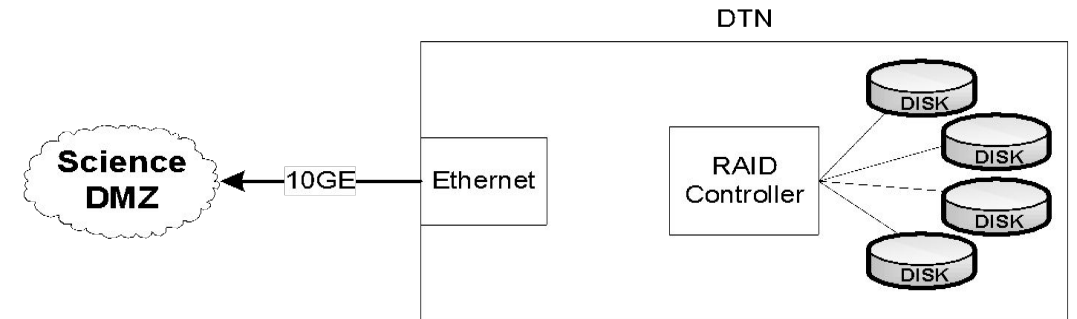 DTN
Science
DMZ
10GE
Ethernet
RAID
Controller
DISK
DISK
DISK
DISK